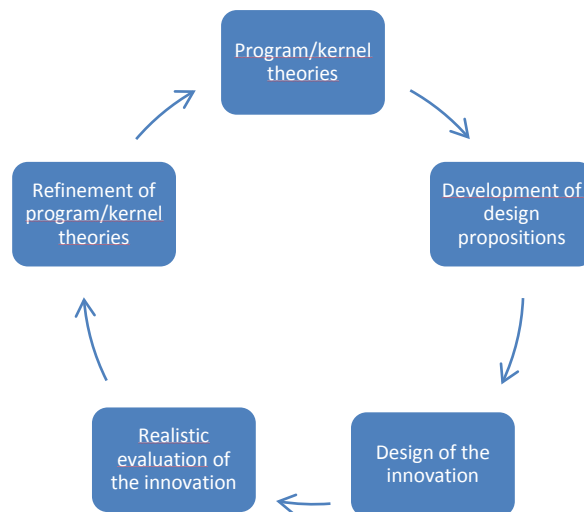 Program/kernel
theories
Development of
design
propositions
Design of the
innovation
Realistic
evaluation of
the innovation
Refinement of
program/kernel
theories